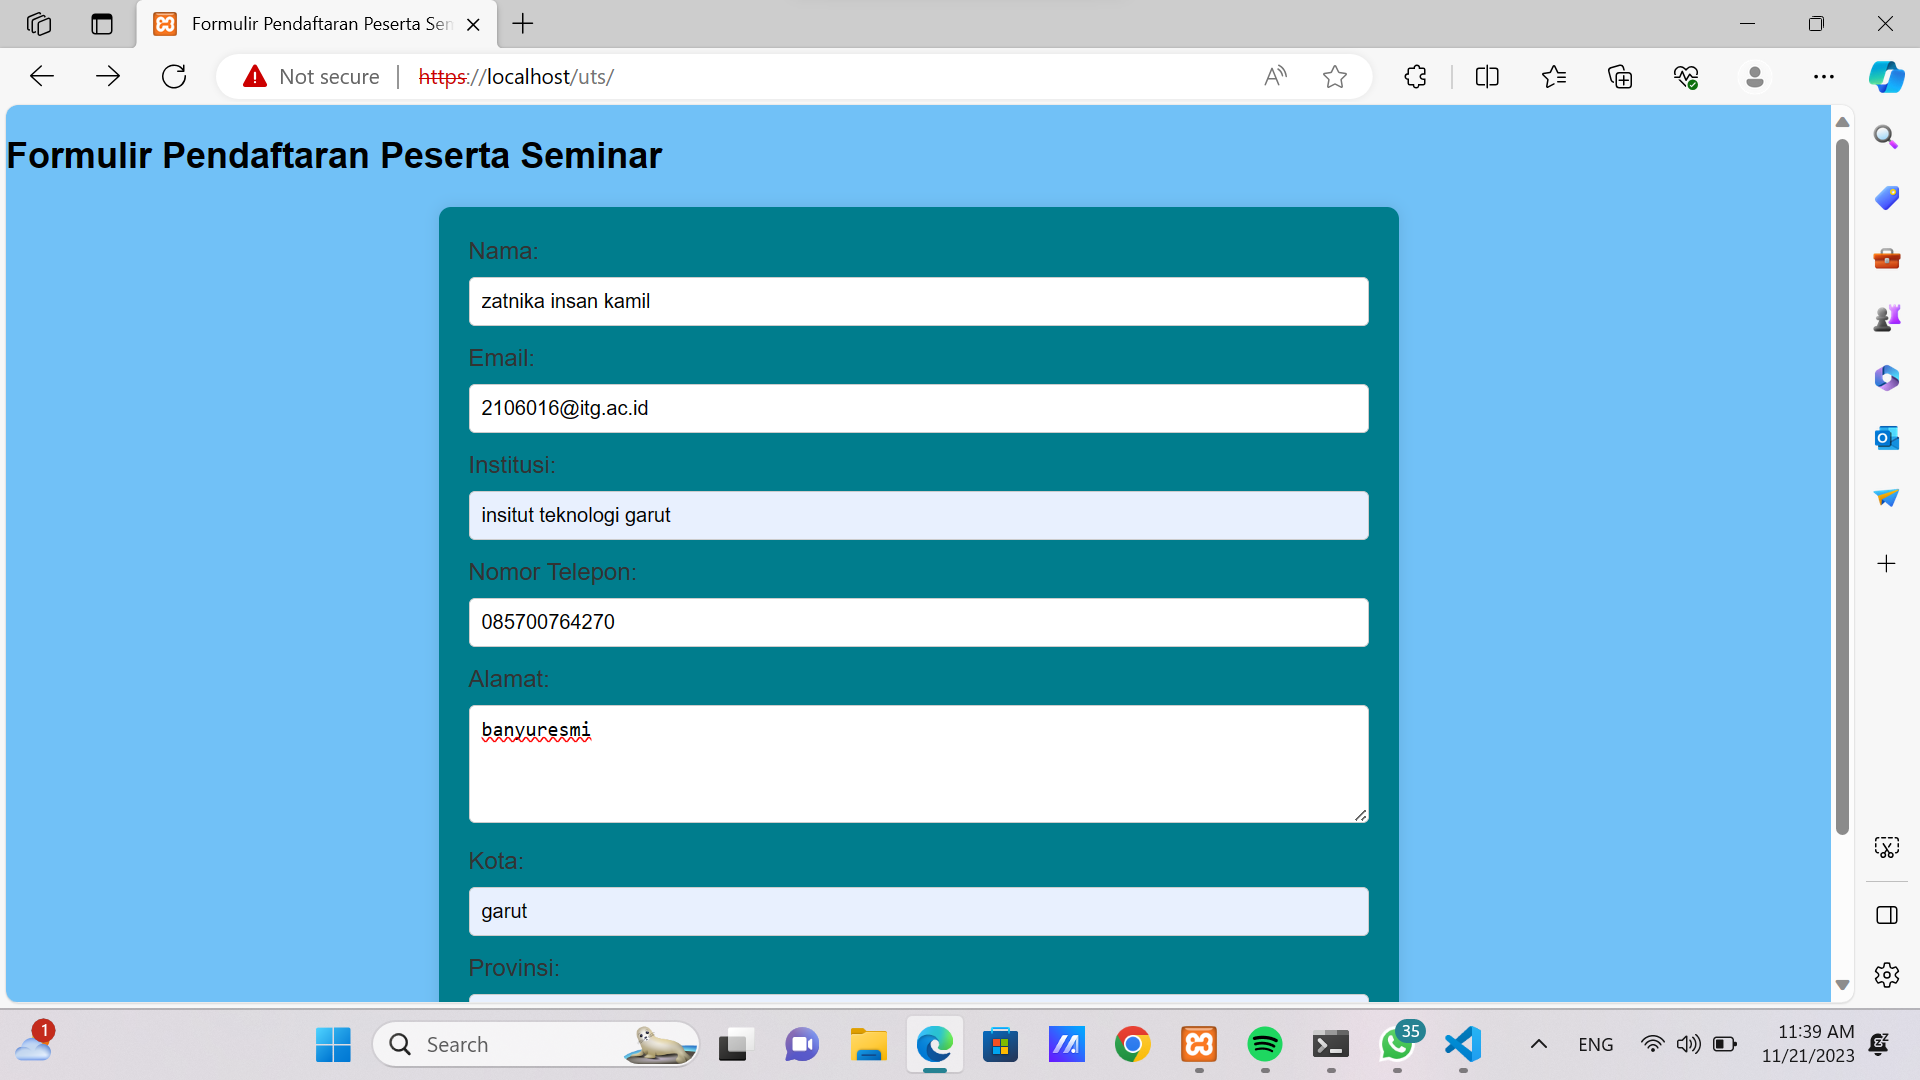 Formulir Pendaftaran Peserta Sen
Not secure
https://localhost/uts/
Formulir Pendaftaran Peserta Seminar
Nama:
zatnika insan kamil
Email:
2106016@itg.ac.id
Institusi:
insitut teknologi garut
Nomor Telepon:
085700764270
Alamat:
banyuresmi
Kota:
garut
Provinsi:
1
Search
35
ENG
11:39 AM
11/21/2023